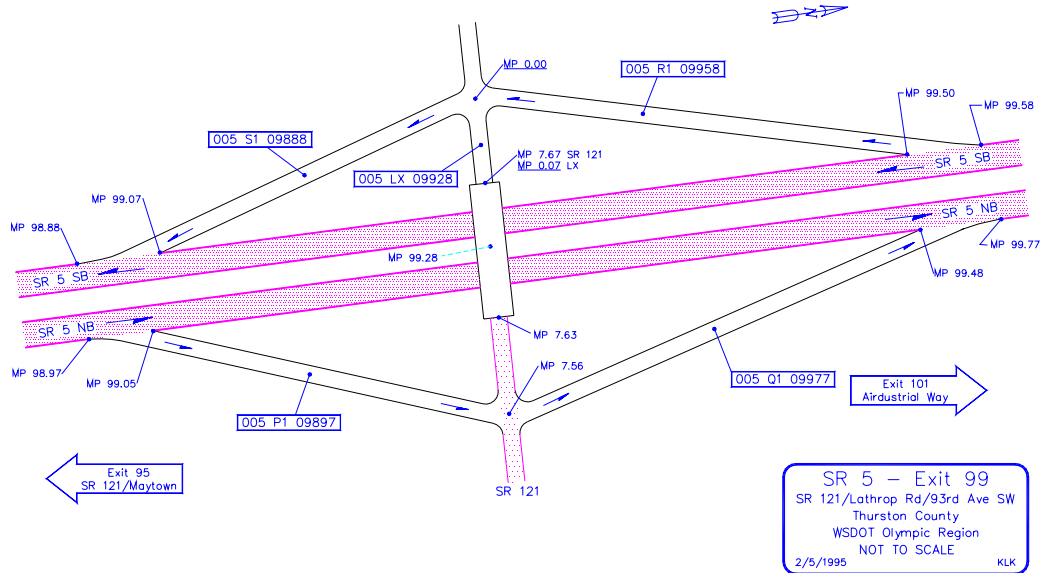 N
MP 0.00
005 R1 09958
MP 99.50
MP 99.58
005 S1 09888
MP 7.67 SR 121
MP 0.07 LX
005 LX 09928
SR 5 SB
MP 99.07
SR 5 NB
MP 98.88
MP 99.28
MP 99.77
SR 5 SB
MP 99.48
SR 5 NB
MP 7.63
MP 98.97
MP 99.05
MP 7.56
005 Q1 09977
Exit 101
Airdustrial Way
005 P1 09897
Exit 95
SR 121/Maytown
SR 121
SR 5 - Exit 99
SR 121/Lathrop Rd/93rd Ave SW
Thurston County
WSDOT Olympic Region
NOT TO SCALE
2/5/1995
KLK